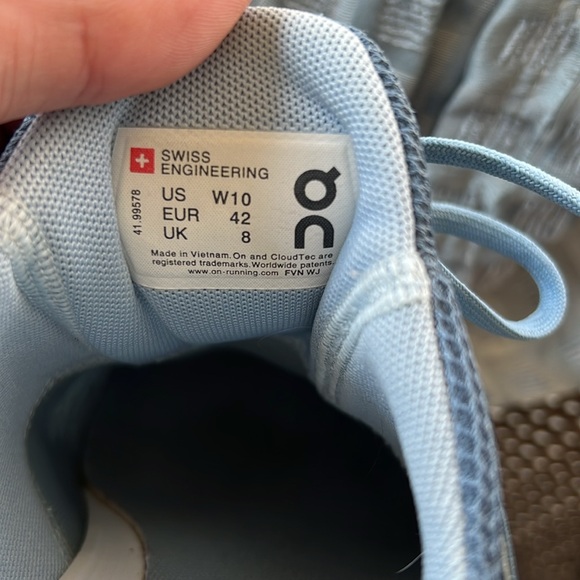 SWISS
ENGINEERING
US W10
EUR 42
UK 8
41.99578
Made in Vietnam. On and CloudTec are
registered trademarks. Worldwide patents.
www.on-running.com FVN WJ